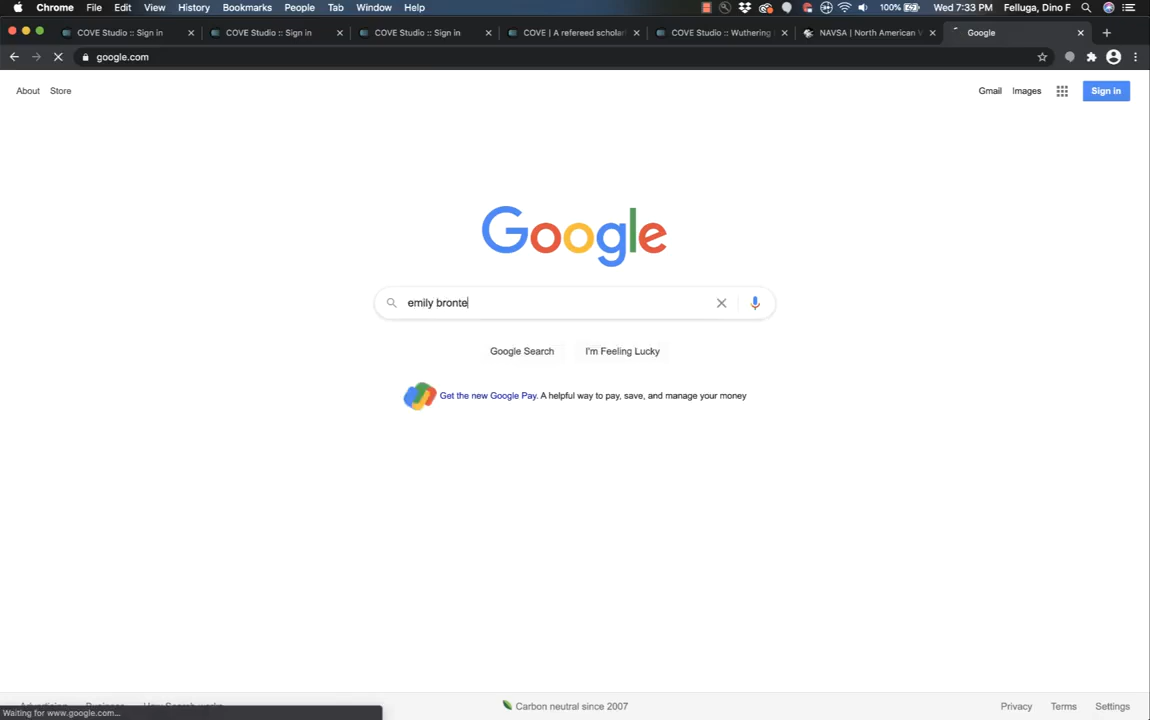 Chrome File Edit View History Bookmarks People Tab Window Help 100% Wed 7:33 PM Felluga, Dino F
COVE Studio :: Sign in COVE Studio :: Sign in COVE Studio :: Sign in COVE | A refereed scholar COVE Studio :: Wuthering NAVSA | North American V Google
google.com
About Store Gmail Images Sign in
Google
emily bronte
Google Search I'm Feeling Lucky
Get the new Google Pay. A helpful way to pay, save, and manage your money
Carbon neutral since 2007 Privacy Terms Settings
Waiting for www.google.com...